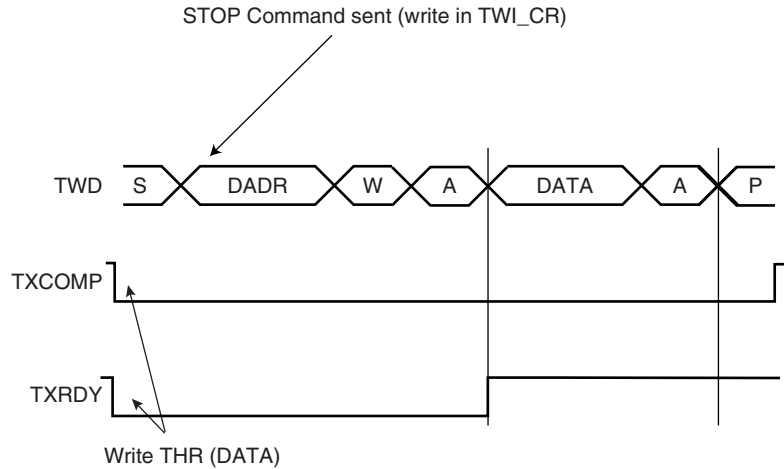 STOP Command sent (write in TWI_CR)
TWD S DADR W A DATA A P
TXCOMP
TXRDY
Write THR (DATA)